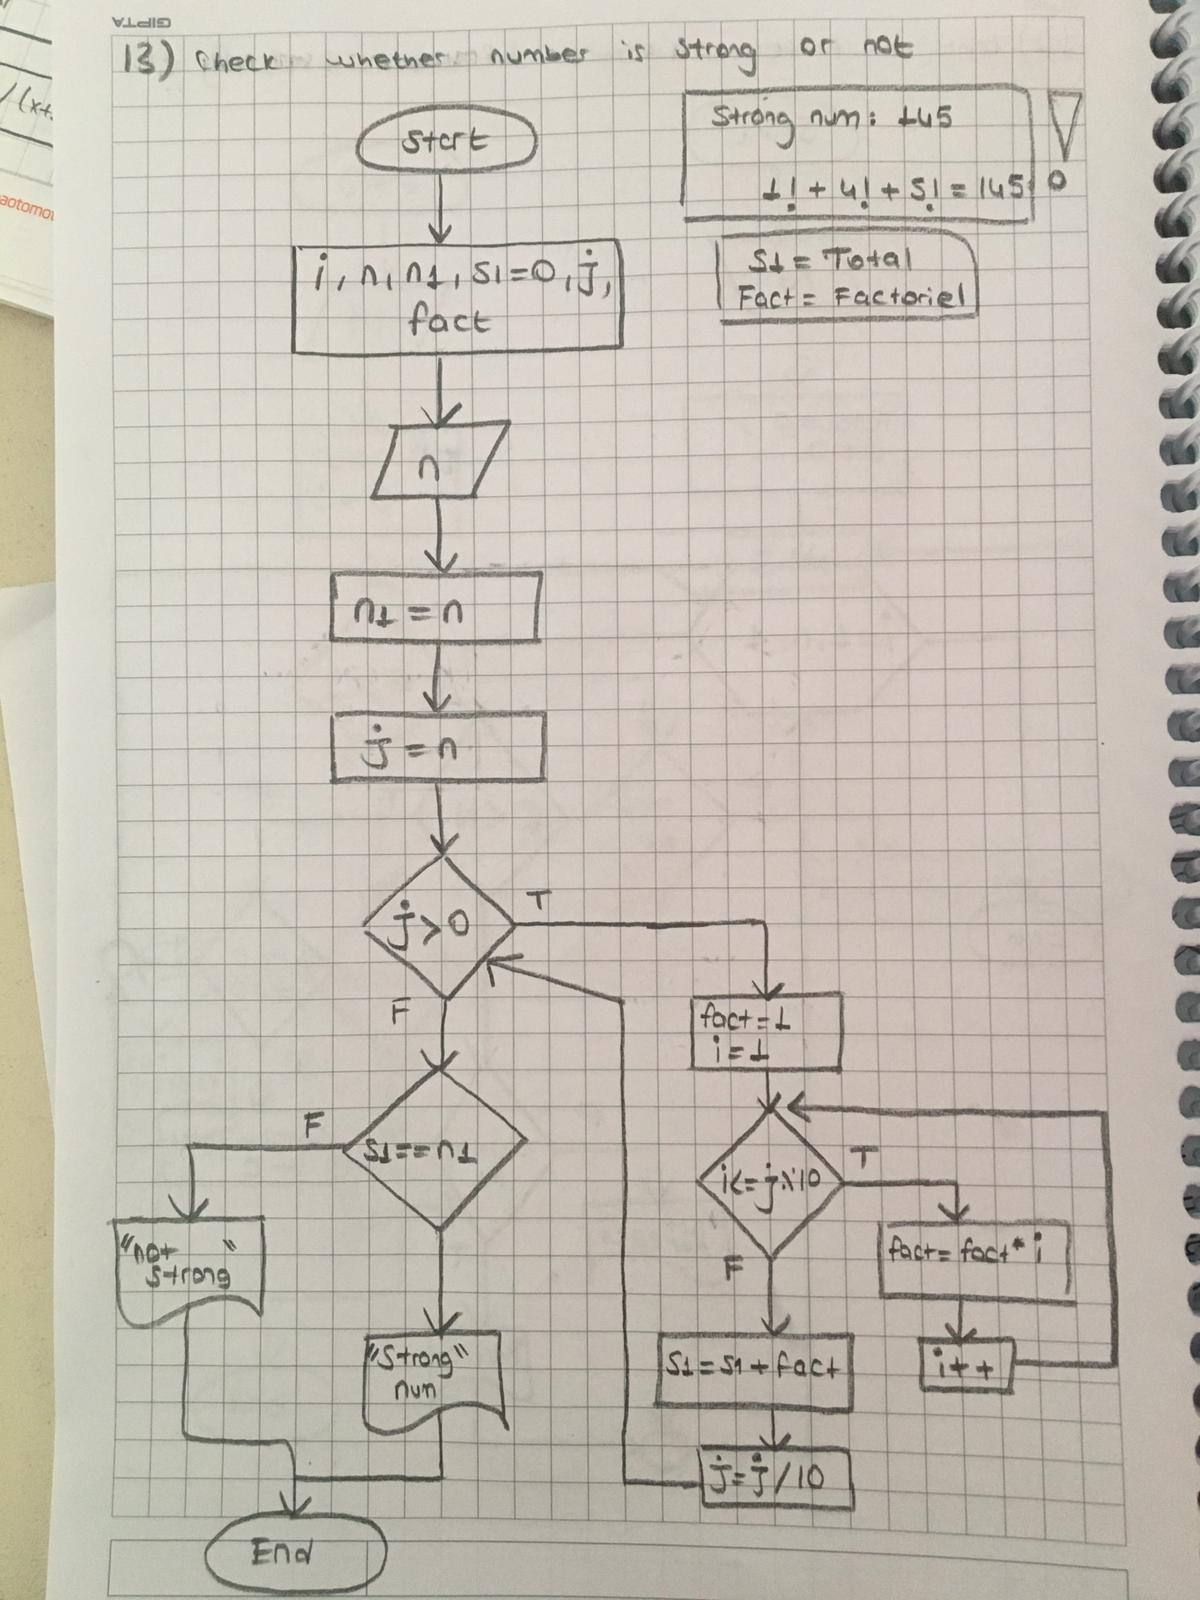 GIPTA
13) Check whether number is strong or not
Strong num: 145
1! + 4! + 5! = 145
S1 = Total
Fact = Factoriel
start
i, n, n1, s1=0, j,
fact
n
n1 = n
j = n
j > 0
T
F
fact = 1
i = 1
i<=j%10
T
fact = fact * i
i++
F
S1 = S1 + fact
j = j / 10
S1 == n1
F
"not "
strong
"Strong"
num
End
/(x+
aotomo